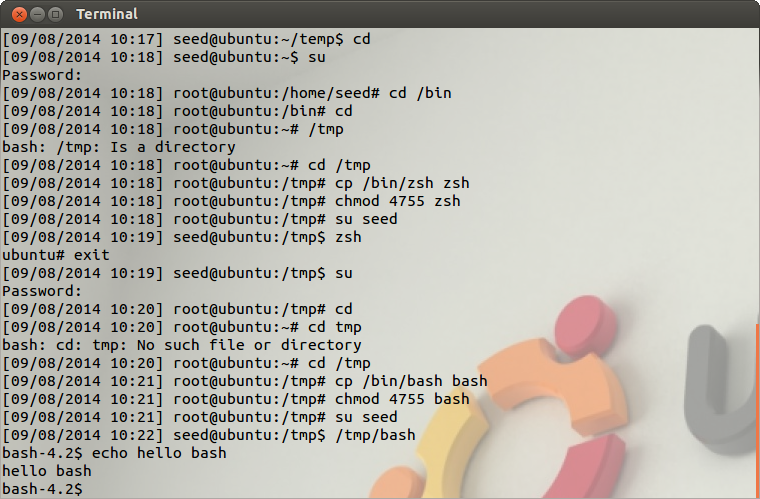 Terminal
[09/08/2014 10:17] seed@ubuntu:~/temp$ cd
[09/08/2014 10:18] seed@ubuntu:~$ su
Password:
[09/08/2014 10:18] root@ubuntu:/home/seed# cd /bin
[09/08/2014 10:18] root@ubuntu:/bin# cd
[09/08/2014 10:18] root@ubuntu:~# /tmp
bash: /tmp: Is a directory
[09/08/2014 10:18] root@ubuntu:~# cd /tmp
[09/08/2014 10:18] root@ubuntu:/tmp# cp /bin/zsh zsh
[09/08/2014 10:18] root@ubuntu:/tmp# chmod 4755 zsh
[09/08/2014 10:18] root@ubuntu:/tmp# su seed
[09/08/2014 10:19] seed@ubuntu:/tmp$ zsh
ubuntu# exit
[09/08/2014 10:19] seed@ubuntu:/tmp$ su
Password:
[09/08/2014 10:20] root@ubuntu:/tmp# cd
[09/08/2014 10:20] root@ubuntu:~# cd tmp
bash: cd: tmp: No such file or directory
[09/08/2014 10:20] root@ubuntu:~# cd /tmp
[09/08/2014 10:21] root@ubuntu:/tmp# cp /bin/bash bash
[09/08/2014 10:21] root@ubuntu:/tmp# chmod 4755 bash
[09/08/2014 10:21] root@ubuntu:/tmp# su seed
[09/08/2014 10:22] seed@ubuntu:/tmp$ /tmp/bash
bash-4.2$ echo hello bash
hello bash
bash-4.2$